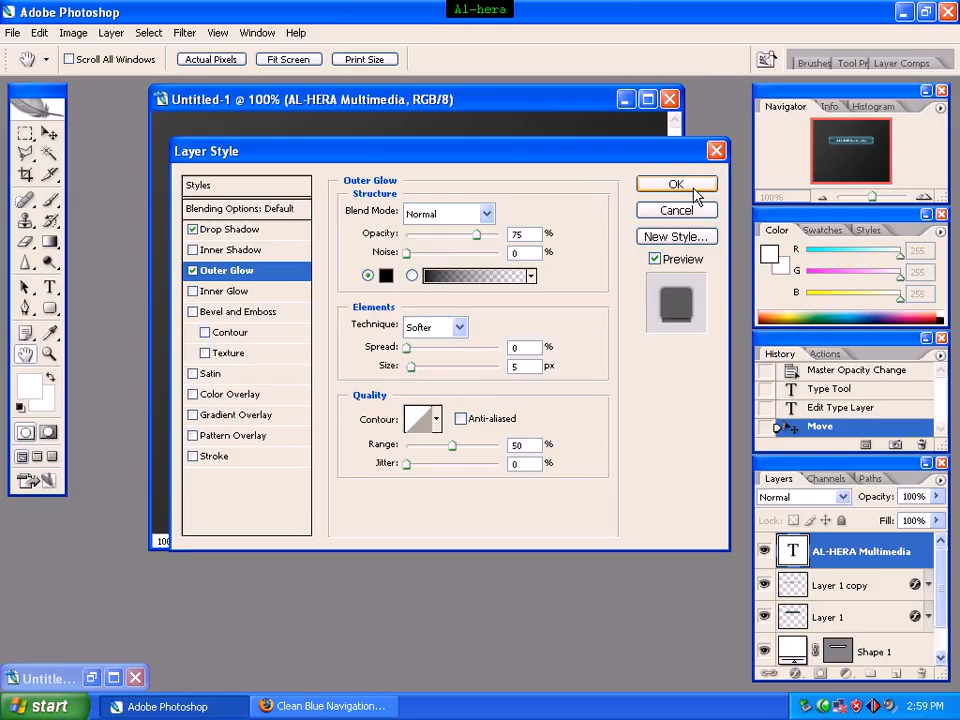 Al-hera
Adobe Photoshop
File Edit Image Layer Select Filter View Window Help
Scroll All Windows Actual Pixels Fit Screen Print Size
Brushes Tool Pr Layer Comps
Untitled-1 @ 100% (AL-HERA Multimedia, RGB/8)
Navigator Info Histogram
100%
Layer Style
Styles
Blending Options: Default
Drop Shadow
Inner Shadow
Outer Glow
Inner Glow
Bevel and Emboss
Contour
Texture
Satin
Color Overlay
Gradient Overlay
Pattern Overlay
Stroke
Outer Glow
Structure
Blend Mode: Normal
Opacity: 75 %
Noise: 0 %
Elements
Technique: Softer
Spread: 0 %
Size: 5 px
Quality
Contour: Anti-aliased
Range: 50 %
Jitter: 0 %
OK
Cancel
New Style...
Preview
Color Swatches Styles
R 255
G 255
B 255
History Actions
Master Opacity Change
Type Tool
Edit Type Layer
Move
Layers Channels Paths
Normal Opacity: 100%
Lock: Fill: 100%
T AL-HERA Multimedia
Layer 1 copy
Layer 1
Shape 1
100
Untitle...
start Adobe Photoshop Clean Blue Navigation... 2:59 PM